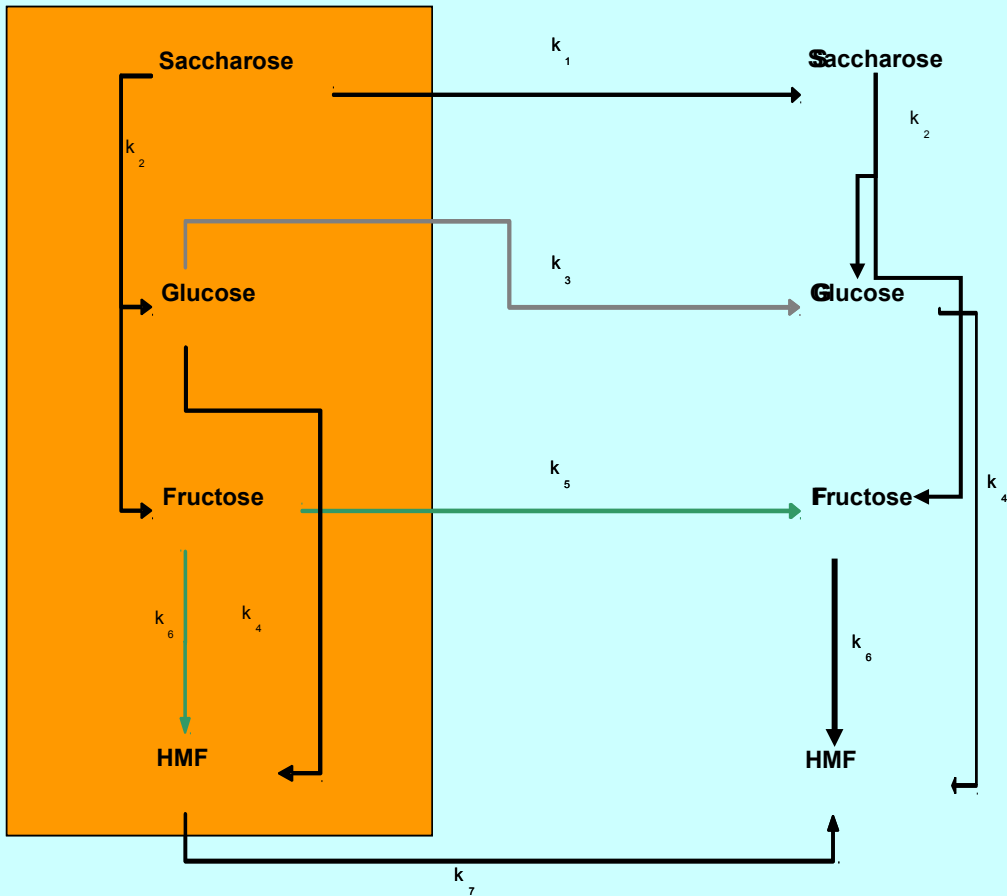 Saccharose
k1
Saccharose
k2
k2
Glucose
k3
Glucose
Fructose
k5
Fructose
k4
k6
k4
k6
HMF
HMF
k7